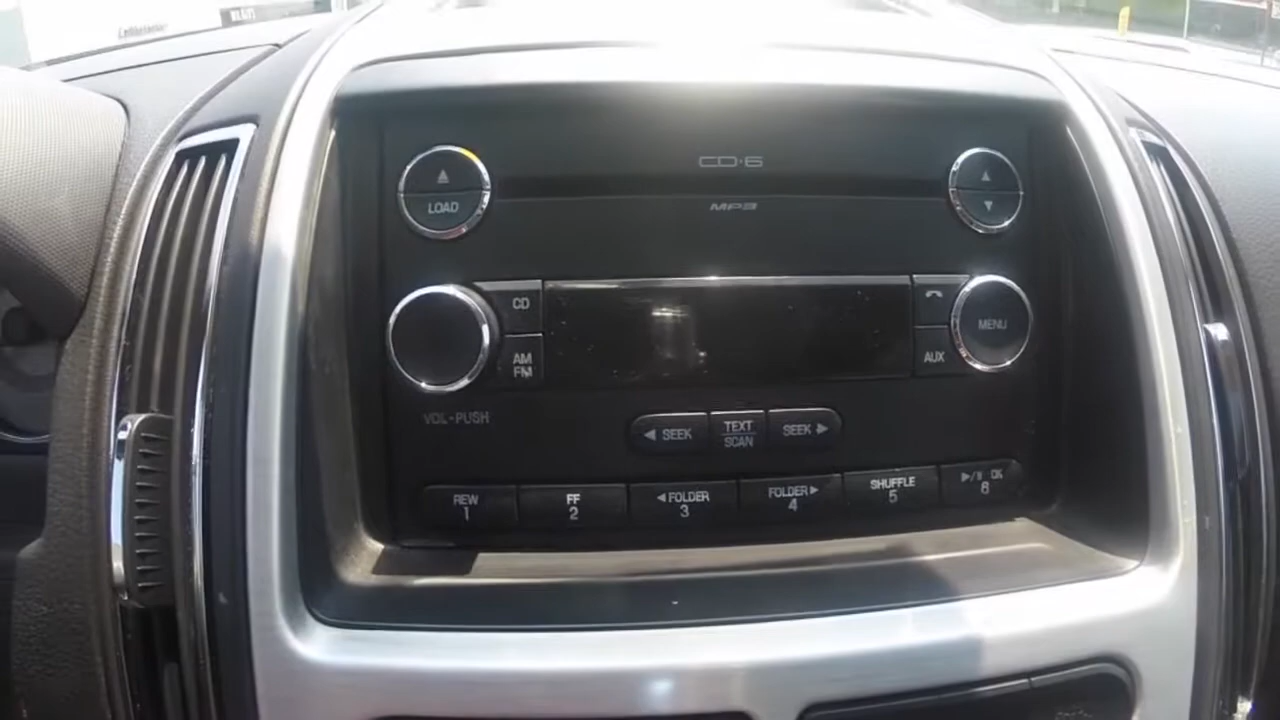 CD·6
LOAD
MP3
CD
AM
FM
MENU
AUX
VOL-PUSH
SEEK
TEXT
SCAN
SEEK
REW
1
FF
2
FOLDER
3
FOLDER
4
SHUFFLE
5
OK
6